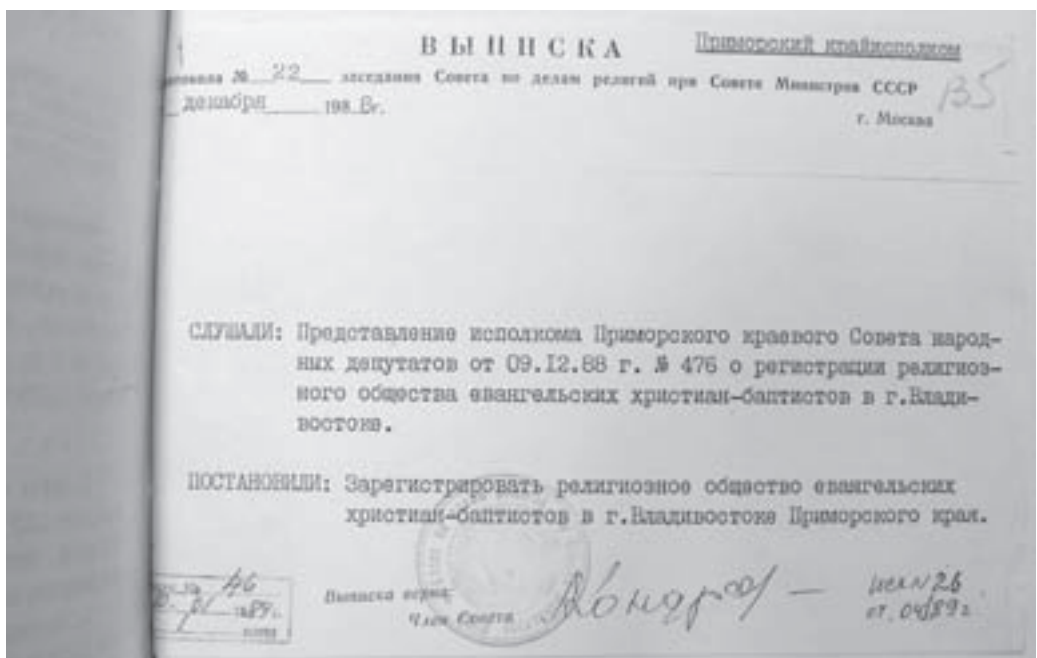 ВЫПИСКА
Приморский крайисполком
№ 22 заседания Совета по делам религий при Совете Министров СССР
135
декабря 198 8г.
г. Москва
СЛУШАЛИ: Представление исполкома Приморского краевого Совета народ-
ных депутатов от 09.12.88 г. № 476 о регистрации религиоз-
ного общества евангельских христиан-баптистов в г.Влади-
востоке.
ПОСТАНОВИЛИ: Зарегистрировать религиозное общество евангельских
христиан-баптистов в г.Владивостоке Приморского края.
46
Выписка верна:
Член Совета